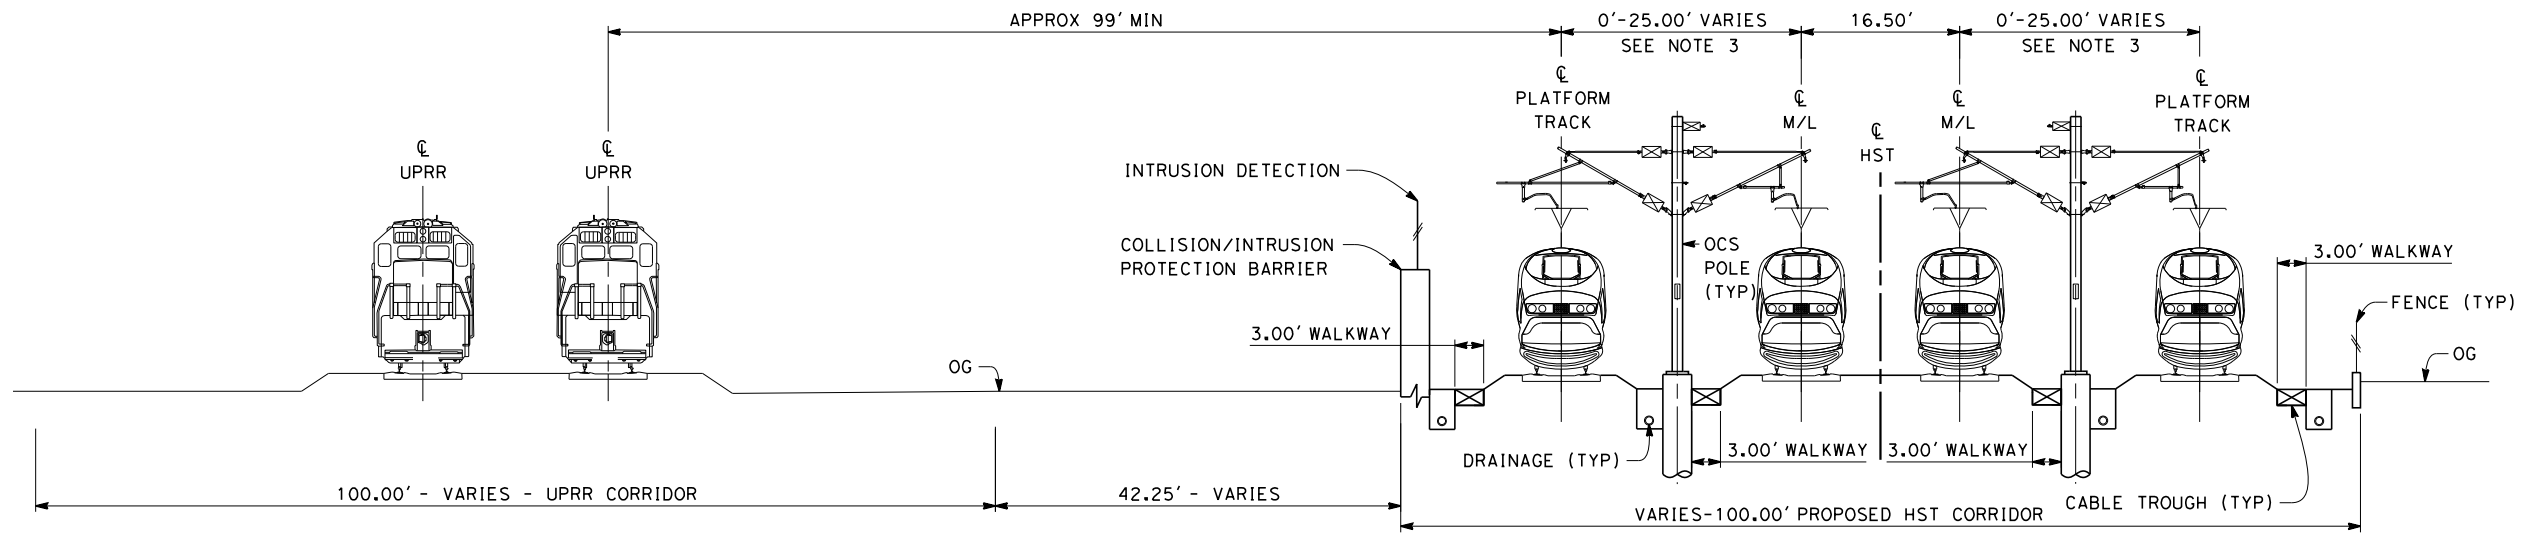 APPROX 99' MIN
0'-25.00' VARIES
SEE NOTE 3
16.50'
0'-25.00' VARIES
SEE NOTE 3
℄
PLATFORM
TRACK
℄
M/L
℄
HST
℄
M/L
℄
PLATFORM
TRACK
℄
UPRR
℄
UPRR
INTRUSION DETECTION
COLLISION/INTRUSION
PROTECTION BARRIER
OCS
POLE
(TYP)
3.00' WALKWAY
FENCE (TYP)
3.00' WALKWAY
OG
OG
DRAINAGE (TYP)
3.00' WALKWAY
3.00' WALKWAY
CABLE TROUGH (TYP)
100.00' - VARIES - UPRR CORRIDOR
42.25' - VARIES
VARIES-100.00' PROPOSED HST CORRIDOR